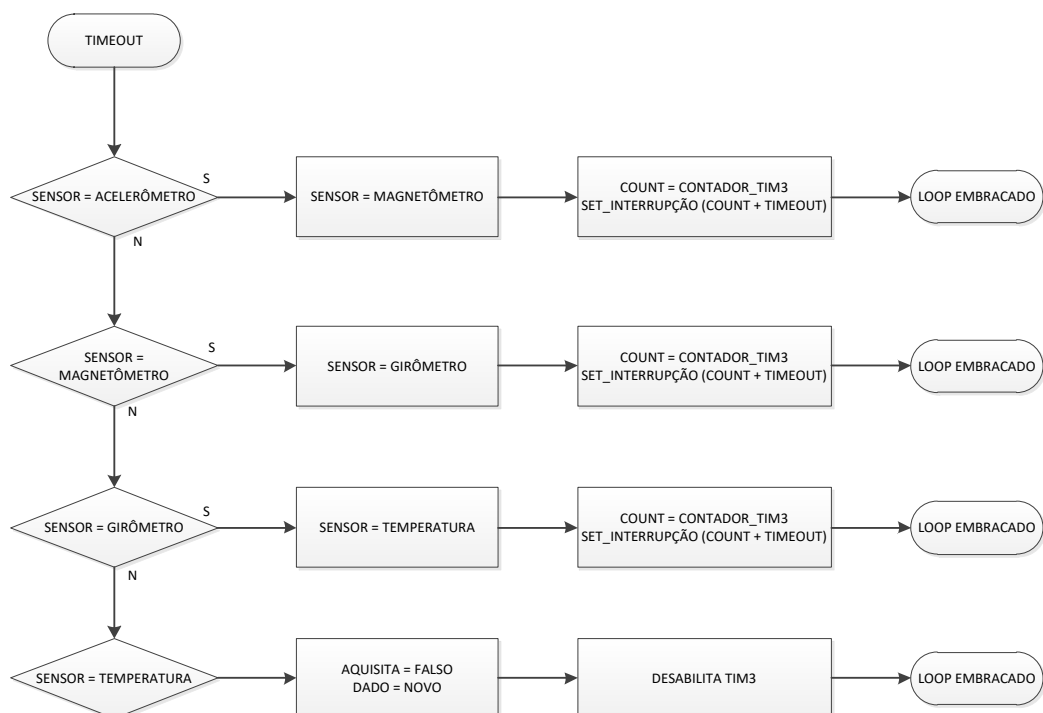 TIMEOUT
SENSOR = ACELERÔMETRO
S
SENSOR = MAGNETÔMETRO
COUNT = CONTADOR_TIM3
SET_INTERRUPÇÃO (COUNT + TIMEOUT)
LOOP EMBRACADO
N
SENSOR =
MAGNETÔMETRO
S
SENSOR = GIRÔMETRO
COUNT = CONTADOR_TIM3
SET_INTERRUPÇÃO (COUNT + TIMEOUT)
LOOP EMBRACADO
N
SENSOR = GIRÔMETRO
S
SENSOR = TEMPERATURA
COUNT = CONTADOR_TIM3
SET_INTERRUPÇÃO (COUNT + TIMEOUT)
LOOP EMBRACADO
N
SENSOR = TEMPERATURA
AQUISITA = FALSO
DADO = NOVO
DESABILITA TIM3
LOOP EMBRACADO